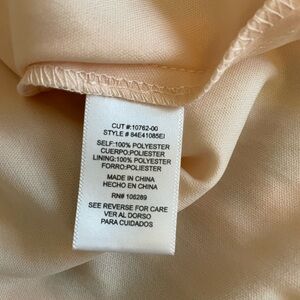 CUT #:10762-00
STYLE # 84E41085EI
SELF:100% POLYESTER
CUERPO:POLIESTER
LINING:100% POLYESTER
FORRO:POLIESTER
MADE IN CHINA
HECHO EN CHINA
RN# 106289
SEE REVERSE FOR CARE
VER AL DORSO
PARA CUIDADOS